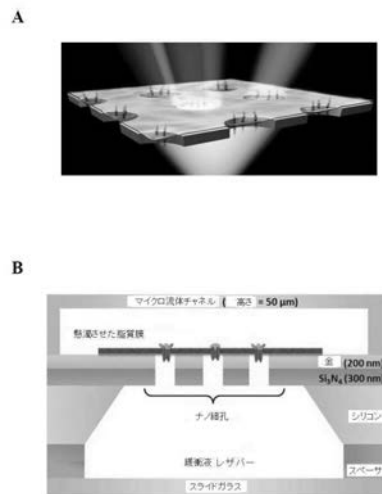 A
B
マイクロ流体チャネル ( 高さ = 50 μm)
懸濁させた脂質膜
金 (200 nm)
Si₃N₄ (300 nm)
ナノ細孔
シリコン
緩衝液 レザバー
スペーサ
スライドガラス